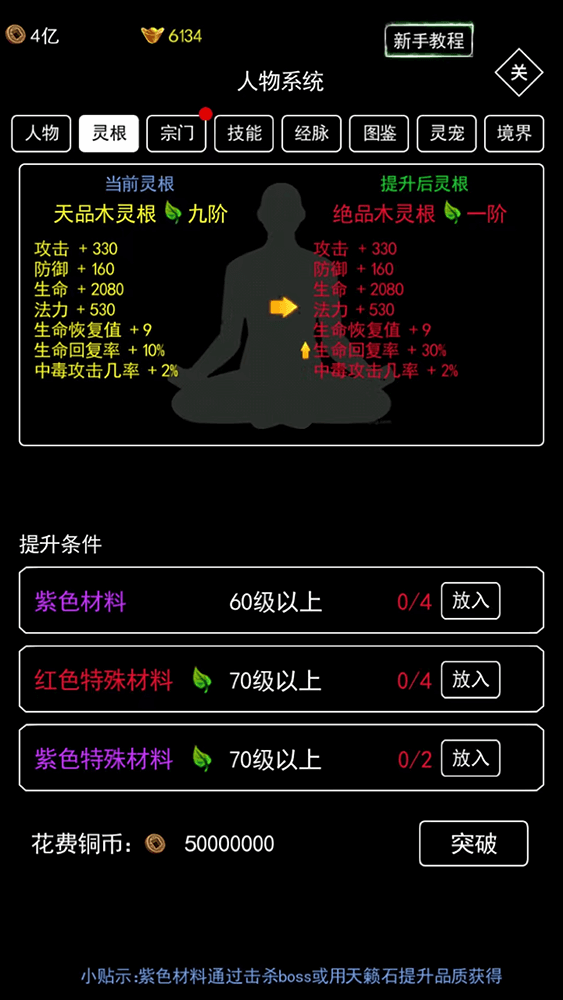 4亿
6134
新手教程
人物系统
关
人物 灵根 宗门 技能 经脉 图鉴 灵宠 境界
当前灵根
天品木灵根 九阶
攻击 + 330
防御 + 160
生命 + 2080
法力 + 530
生命恢复值 + 9
生命回复率 + 10%
中毒攻击几率 + 2%
提升后灵根
绝品木灵根 一阶
攻击 + 330
防御 + 160
生命 + 2080
法力 + 530
生命恢复值 + 9
生命回复率 + 30%
中毒攻击几率 + 2%
提升条件
紫色材料 60级以上 0/4 放入
红色特殊材料 70级以上 0/4 放入
紫色特殊材料 70级以上 0/2 放入
花费铜币: 50000000 突破
小贴示:紫色材料通过击杀boss或用天籁石提升品质获得